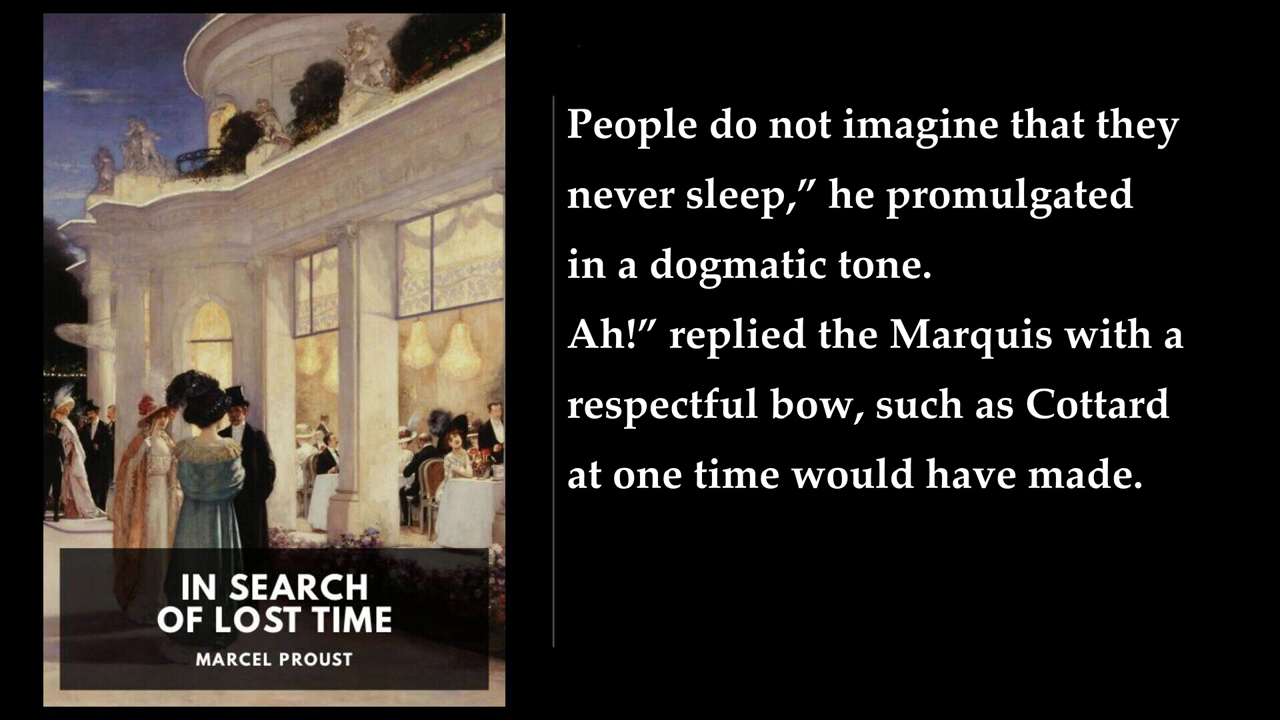 IN SEARCH
OF LOST TIME
MARCEL PROUST
People do not imagine that they
never sleep,” he promulgated
in a dogmatic tone.
Ah!” replied the Marquis with a
respectful bow, such as Cottard
at one time would have made.